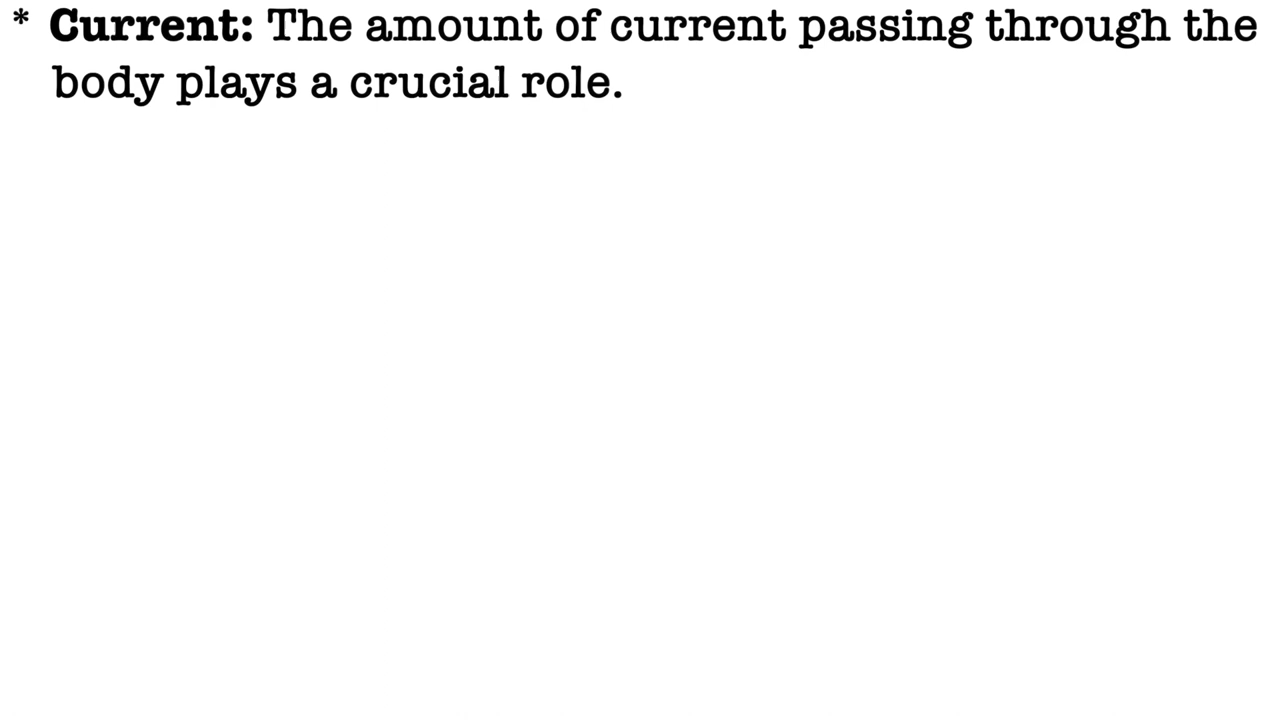 * Current: The amount of current passing through the
body plays a crucial role.